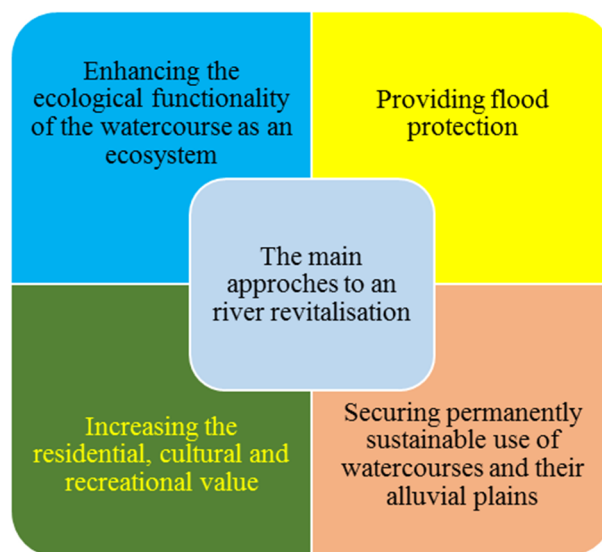 Enhancing the
ecological functionality
of the watercourse as an
ecosystem
Providing flood
protection
The main
approches to an
river revitalisation
Increasing the
residential, cultural and
recreational value
Securing permanently
sustainable use of
watercourses and their
alluvial plains